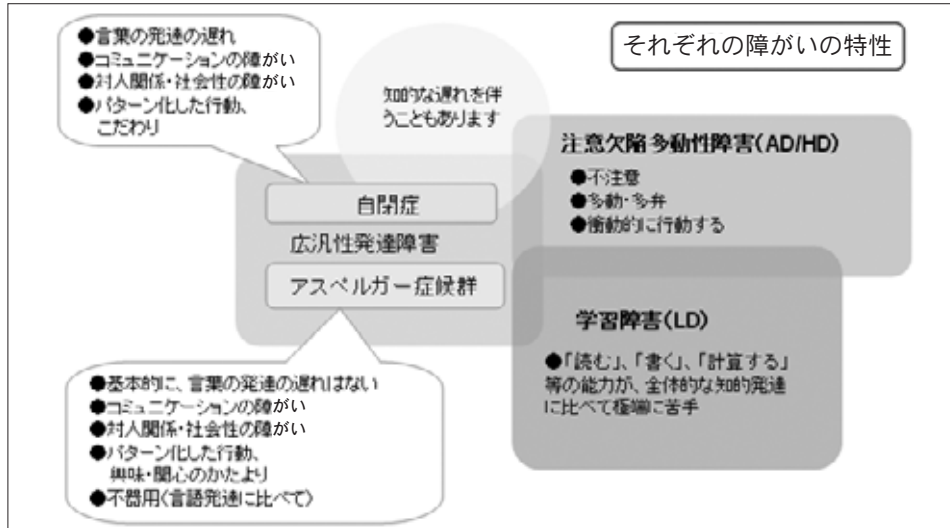 それぞれの障がいの特性
●言葉の発達の遅れ
●コミュニケーションの障がい
●対人関係・社会性の障がい
●パターン化した行動、
こだわり
知的な遅れを伴
うこともあります
注意欠陥多動性障害(AD/HD)
●不注意
●多動・多弁
●衝動的に行動する
自閉症
広汎性発達障害
アスペルガー症候群
学習障害(LD)
●「読む」、「書く」、「計算する」
等の能力が、全体的な知的発達
に比べて極端に苦手
●基本的に、言葉の発達の遅れはない
●コミュニケーションの障がい
●対人関係・社会性の障がい
●パターン化した行動、
興味・関心のかたより
●不器用(言語発達に比べて)